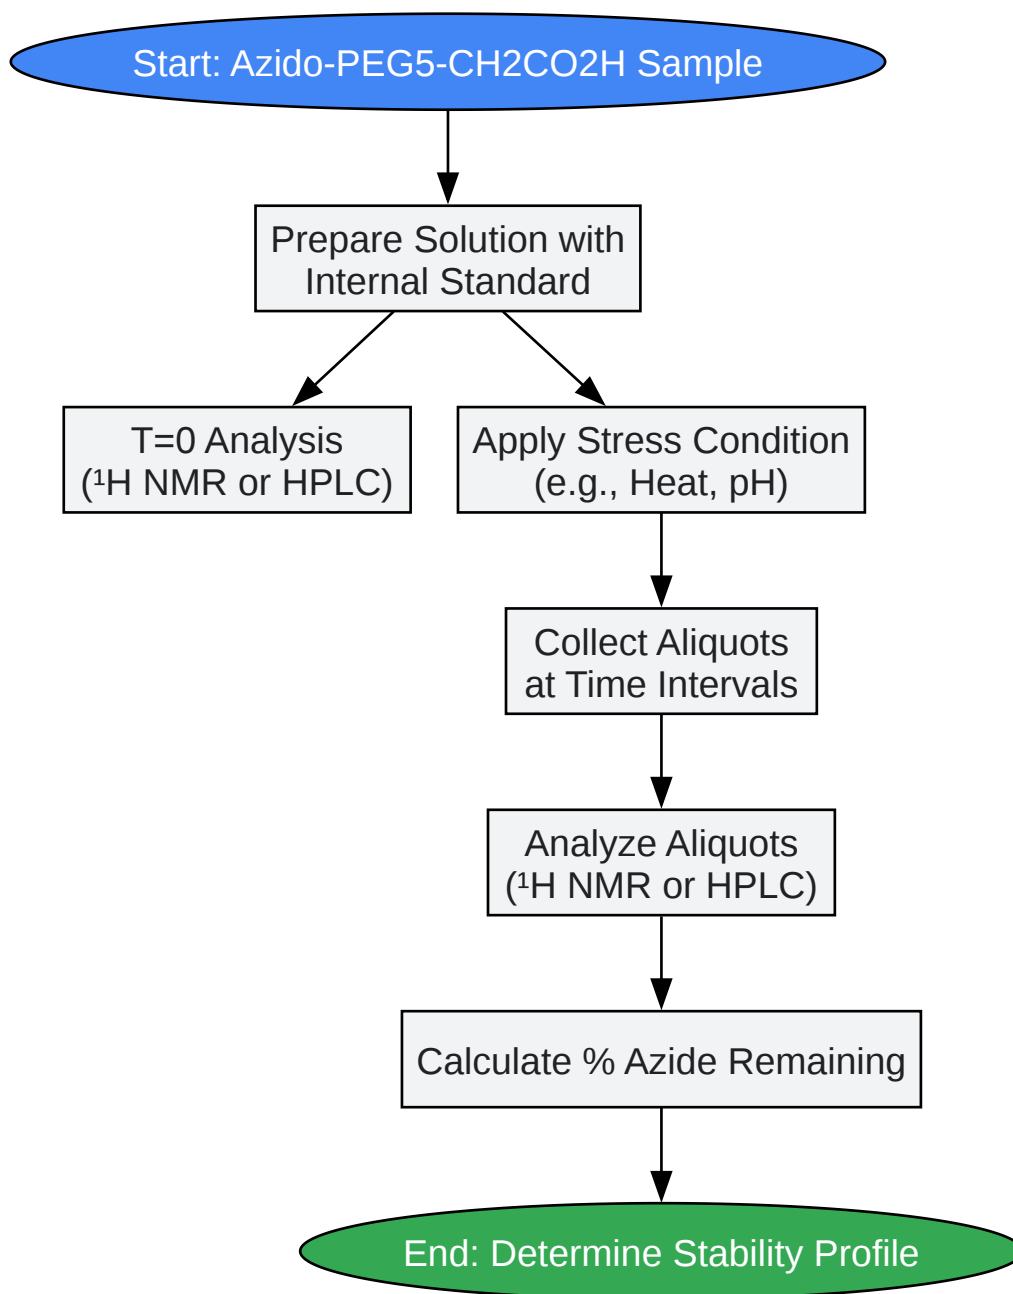 Start: Azido-PEG5-CH2CO2H Sample
Prepare Solution with
Internal Standard
T=0 Analysis
(¹H NMR or HPLC)
Apply Stress Condition
(e.g., Heat, pH)
Collect Aliquots
at Time Intervals
Analyze Aliquots
(¹H NMR or HPLC)
Calculate % Azide Remaining
End: Determine Stability Profile